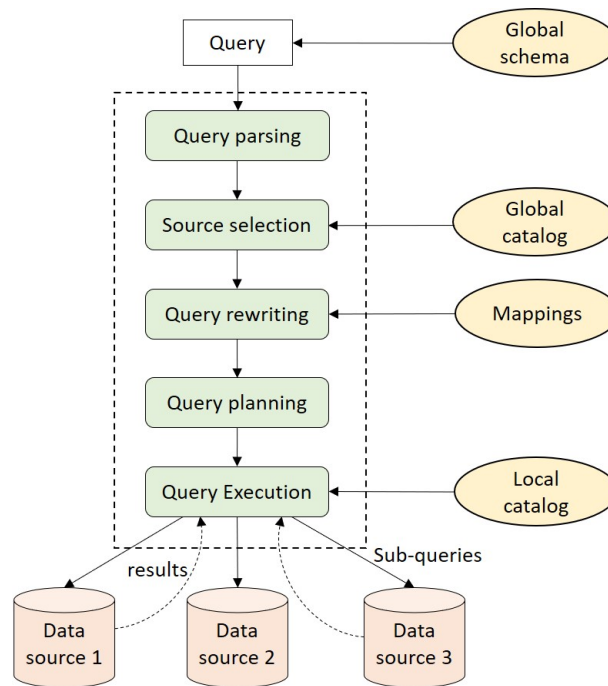 Query
Global
schema
Query parsing
Source selection
Global
catalog
Query rewriting
Mappings
Query planning
Query Execution
Local
catalog
results
Sub-queries
Data
source 1
Data
source 2
Data
source 3